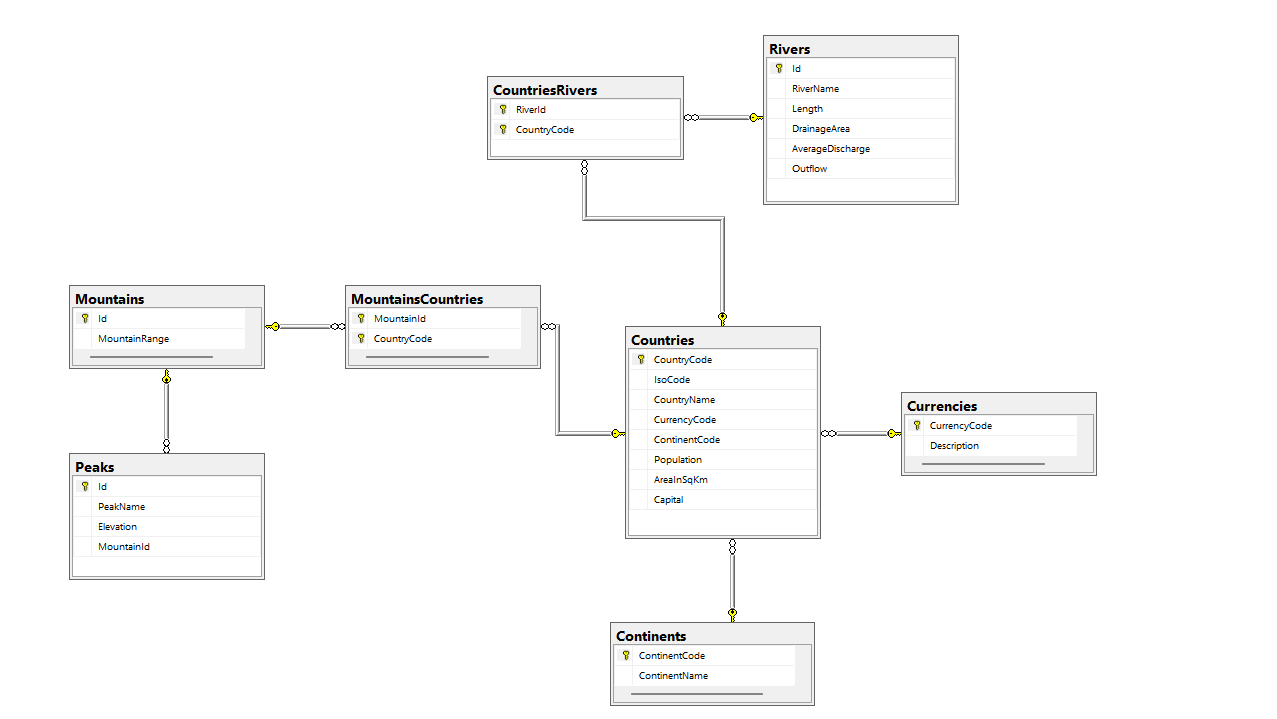 Rivers
Id
RiverName
Length
DrainageArea
AverageDischarge
Outflow
CountriesRivers
RiverId
CountryCode
Mountains
Id
MountainRange
MountainsCountries
MountainId
CountryCode
Countries
CountryCode
IsoCode
CountryName
CurrencyCode
ContinentCode
Population
AreaInSqKm
Capital
Currencies
CurrencyCode
Description
Peaks
Id
PeakName
Elevation
MountainId
Continents
ContinentCode
ContinentName